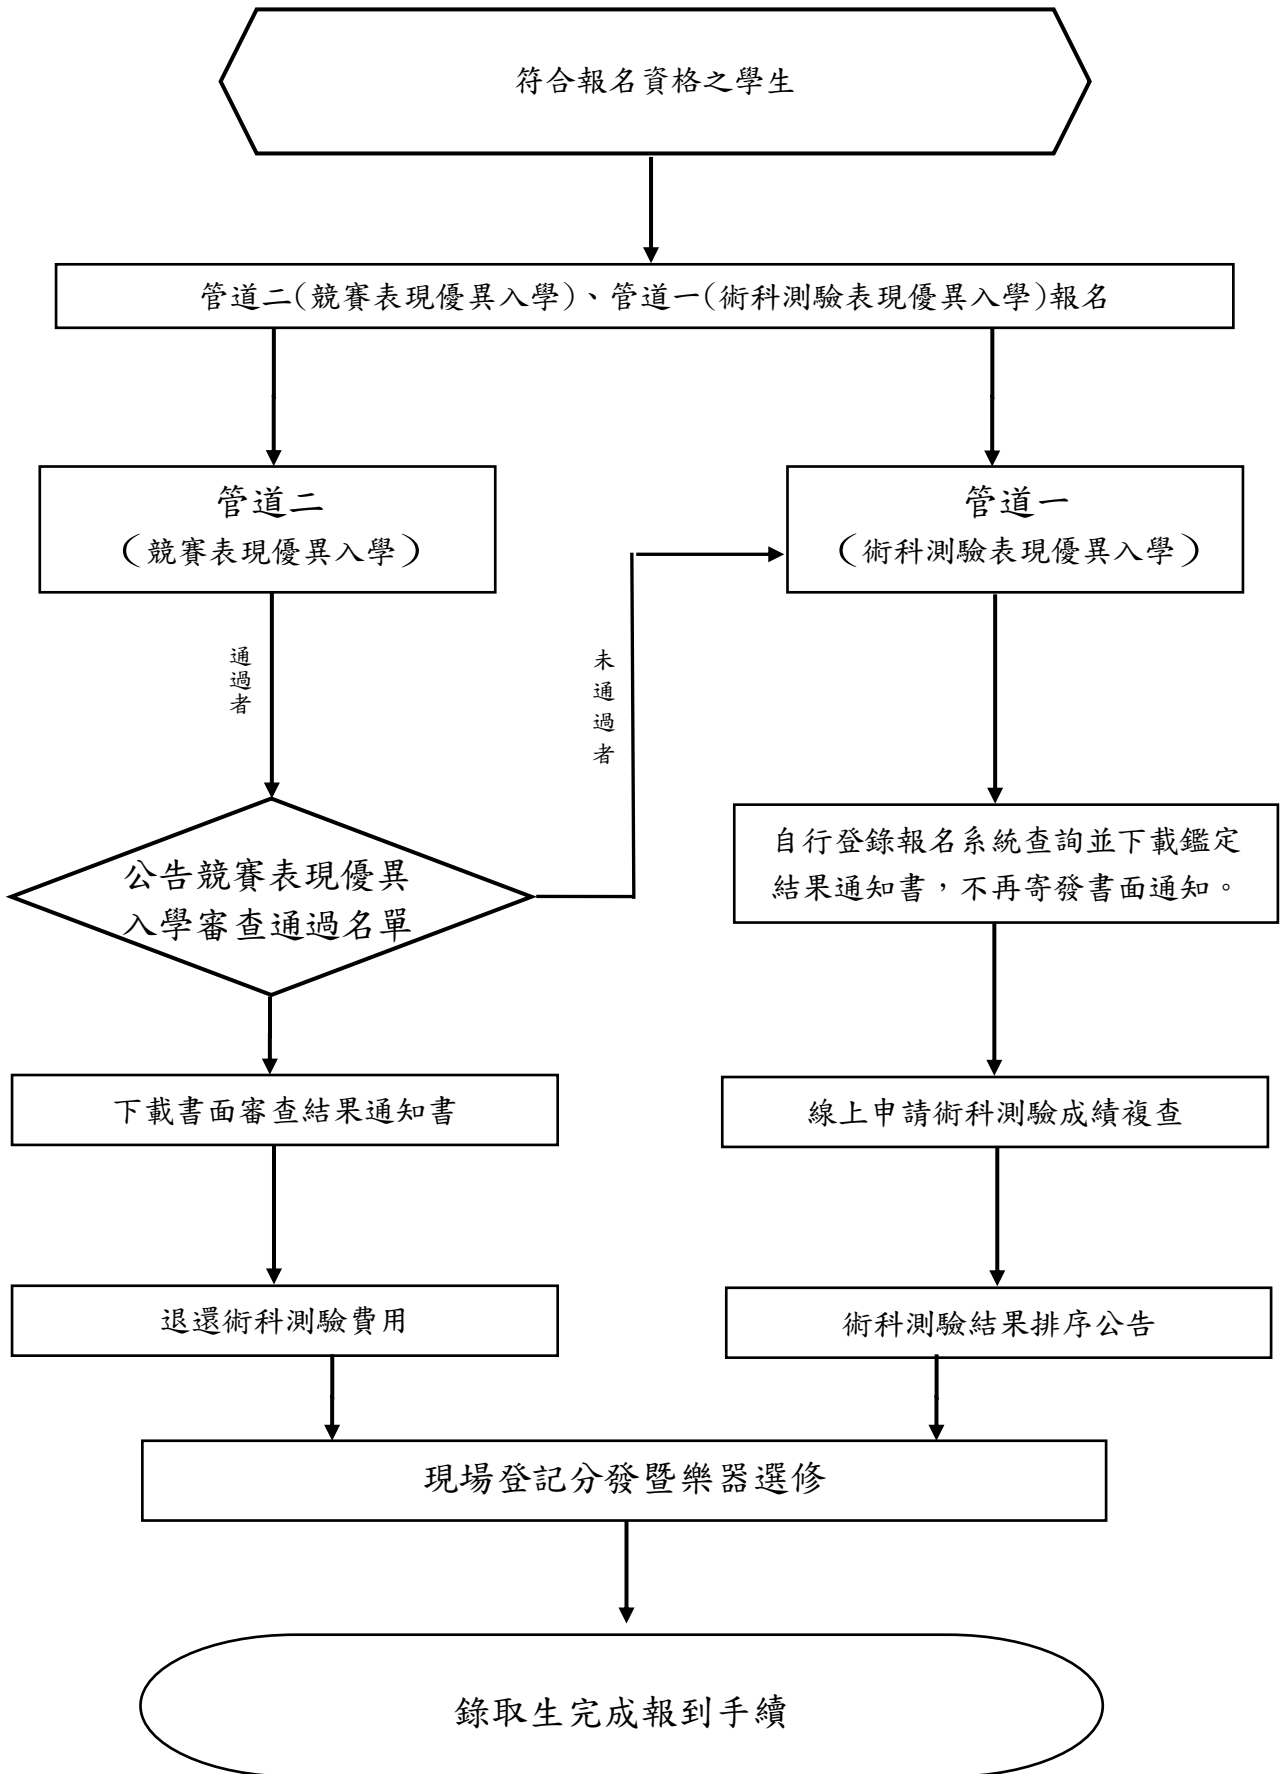 符合報名資格之學生
管道二(競賽表現優異入學)、管道一(術科測驗表現優異入學)報名
管道二
(競賽表現優異入學)
管道一
(術科測驗表現優異入學)
通過者
未通過者
公告競賽表現優異
入學審查通過名單
自行登錄報名系統查詢並下載鑑定
結果通知書，不再寄發書面通知。
下載書面審查結果通知書
線上申請術科測驗成績複查
退還術科測驗費用
術科測驗結果排序公告
現場登記分發暨樂器選修
錄取生完成報到手續